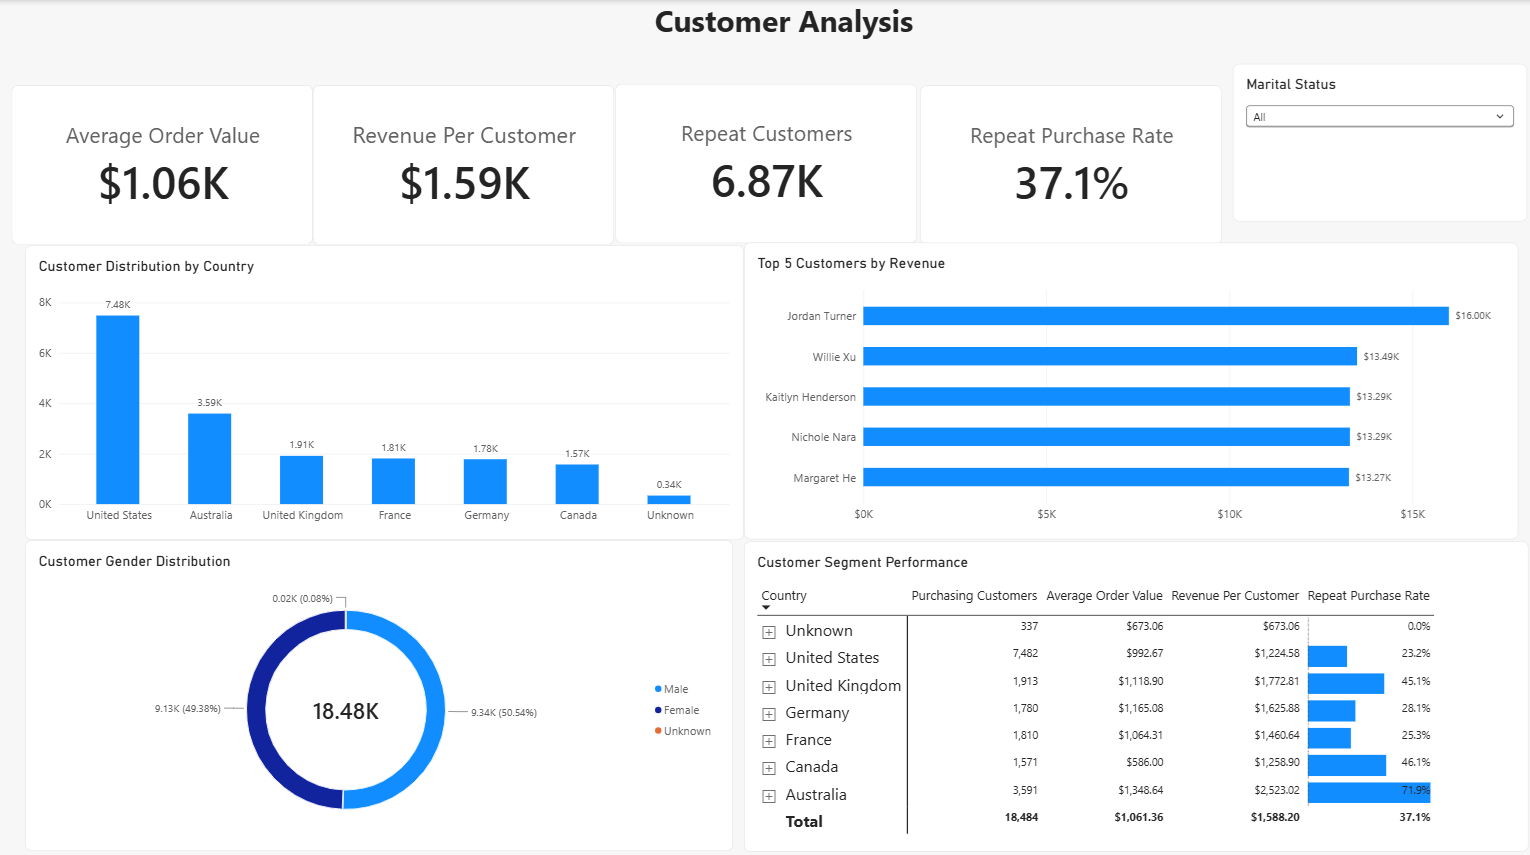 Customer Analysis
Average Order Value
$1.06K
Revenue Per Customer
$1.59K
Repeat Customers
6.87K
Repeat Purchase Rate
37.1%
Marital Status
All
Customer Distribution by Country
8K
6K
4K
2K
0K
7.48K
3.59K
1.91K
1.81K
1.78K
1.57K
0.34K
United States
Australia
United Kingdom
France
Germany
Canada
Unknown
Top 5 Customers by Revenue
Jordan Turner $16.00K
Willie Xu $13.49K
Kaitlyn Henderson $13.29K
Nichole Nara $13.29K
Margaret He $13.27K
$0K $5K $10K $15K
Customer Gender Distribution
0.02K (0.08%)
9.13K (49.38%)
18.48K
9.34K (50.54%)
Male
Female
Unknown
Customer Segment Performance
Country Purchasing Customers Average Order Value Revenue Per Customer Repeat Purchase Rate
Unknown 337 $673.06 $673.06 0.0%
United States 7,482 $992.67 $1,224.58 23.2%
United Kingdom 1,913 $1,118.90 $1,772.81 45.1%
Germany 1,780 $1,165.08 $1,625.88 28.1%
France 1,810 $1,064.31 $1,460.64 25.3%
Canada 1,571 $586.00 $1,258.90 46.1%
Australia 3,591 $1,348.64 $2,523.02 71.9%
Total 18,484 $1,061.36 $1,588.20 37.1%